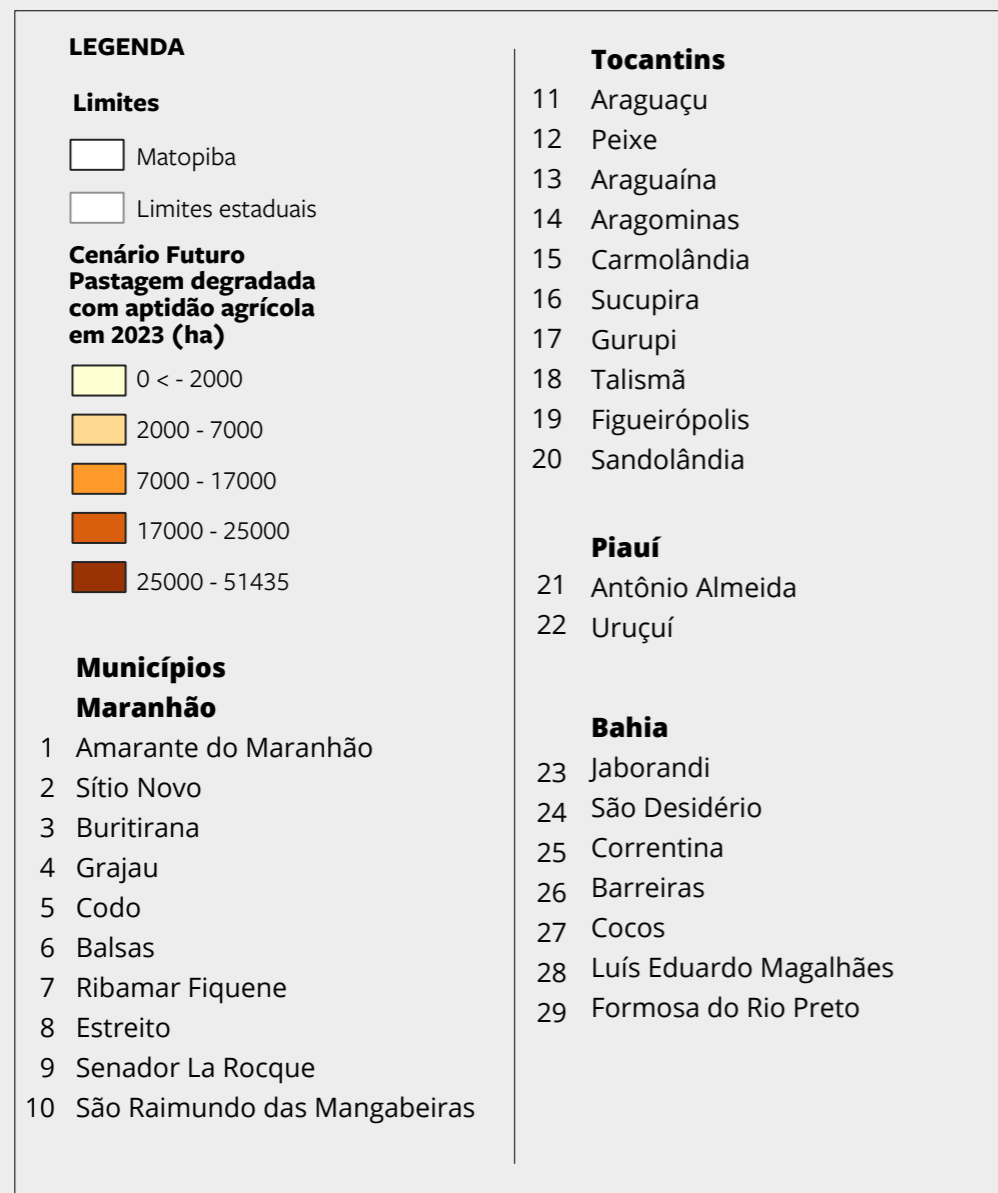 LEGENDA
Limites
Matopiba
Limites estaduais
Cenário Futuro
Pastagem degradada
com aptidão agrícola
em 2023 (ha)
0 < - 2000
2000 - 7000
7000 - 17000
17000 - 25000
25000 - 51435
Municípios
Maranhão
1 Amarante do Maranhão
2 Sítio Novo
3 Buritirana
4 Grajau
5 Codo
6 Balsas
7 Ribamar Fiquene
8 Estreito
9 Senador La Rocque
10 São Raimundo das Mangabeiras
Tocantins
11 Araguaçu
12 Peixe
13 Araguaína
14 Aragominas
15 Carmolândia
16 Sucupira
17 Gurupi
18 Talismã
19 Figueirópolis
20 Sandolândia
Piauí
21 Antônio Almeida
22 Uruçuí
Bahia
23 Jaborandi
24 São Desidério
25 Correntina
26 Barreiras
27 Cocos
28 Luís Eduardo Magalhães
29 Formosa do Rio Preto